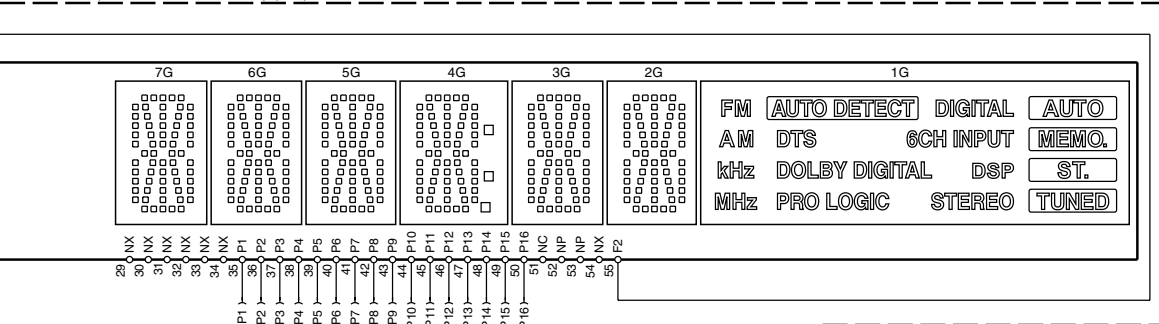 7G 6G 5G 4G 3G 2G 1G
FM AUTO DETECT DIGITAL AUTO
AM DTS 6CH INPUT MEMO.
kHz DOLBY DIGITAL DSP ST.
MHz PRO LOGIC STEREO TUNED
NX NX NX NX NX NX P1 P2 P3 P4 P5 P6 P7 P8 P9 P10 P11 P12 P13 P14 P15 P16 NC NP NP NX F2
29 30 31 32 33 34 35 36 37 38 39 40 41 42 43 44 45 46 47 48 49 50 51 52 53 54 55
P1 P2 P3 P4 P5 P6 P7 P8 P9 P10 P11 P12 P13 P14 P15 P16